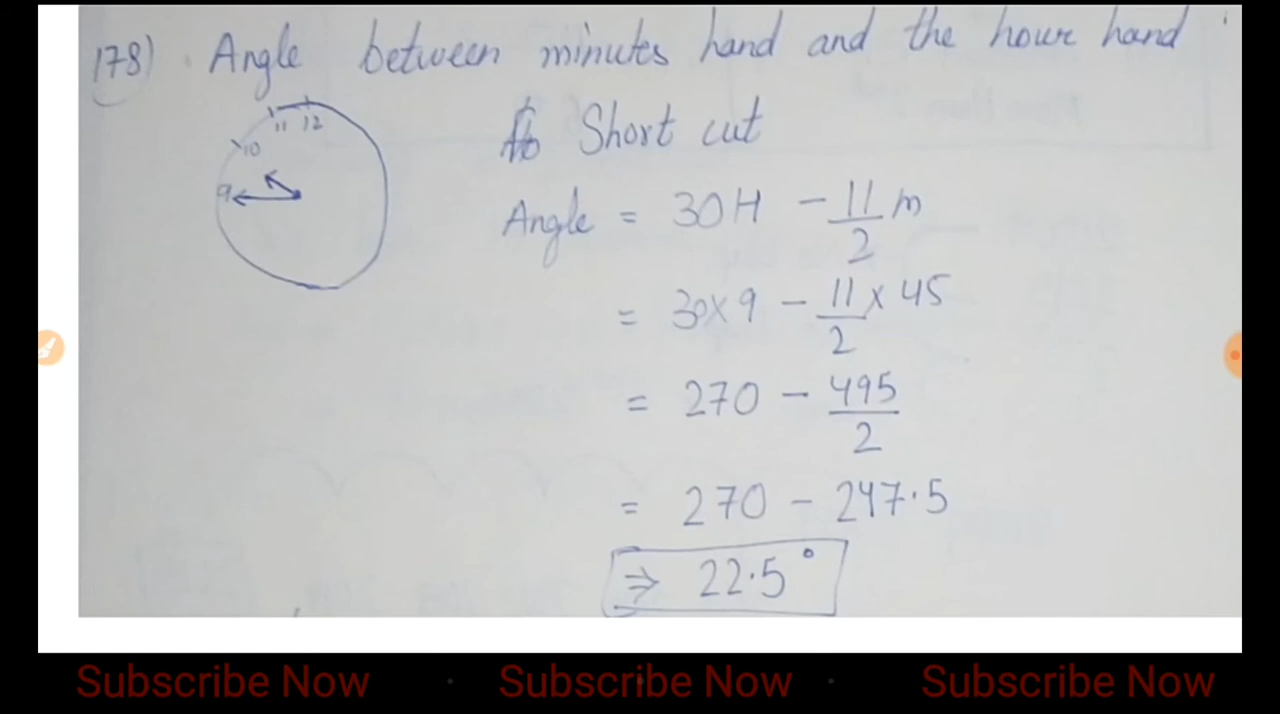 178) Angle between minutes hand and the hour hand
11 12
10
9
Short cut
Angle = 30H - 11/2 m
= 30×9 - 11/2 × 45
= 270 - 495/2
= 270 - 247.5
⇒ 22.5°
Subscribe Now . Subscribe Now . Subscribe Now